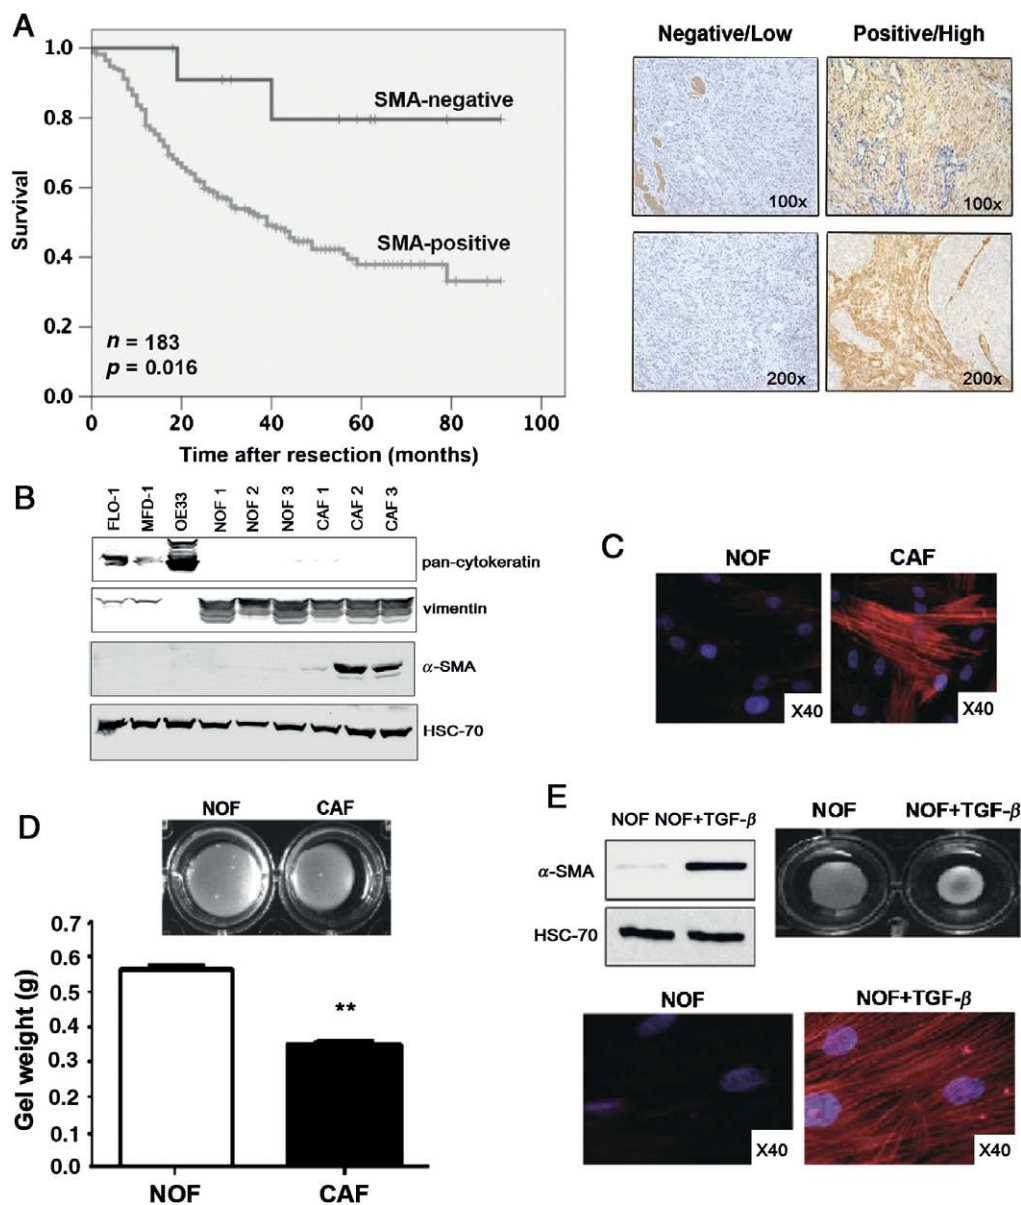 A
1.0
0.8
0.6
0.4
0.2
0.0
Survival
SMA-negative
SMA-positive
n = 183
p = 0.016
0 20 40 60 80 100
Time after resection (months)
Negative/Low Positive/High
100x 100x
200x 200x
B
FLO-1 MFD-1 OE33 NOF 1 NOF 2 NOF 3 CAF 1 CAF 2 CAF 3
pan-cytokeratin
vimentin
α-SMA
HSC-70
C
NOF CAF
X40 X40
D
NOF CAF
0.7
0.6
0.5
0.4
0.3
0.2
0.1
0.0
Gel weight (g)
**
NOF CAF
E
NOF NOF+TGF-β
α-SMA
HSC-70
NOF NOF+TGF-β
NOF NOF+TGF-β
X40 X40